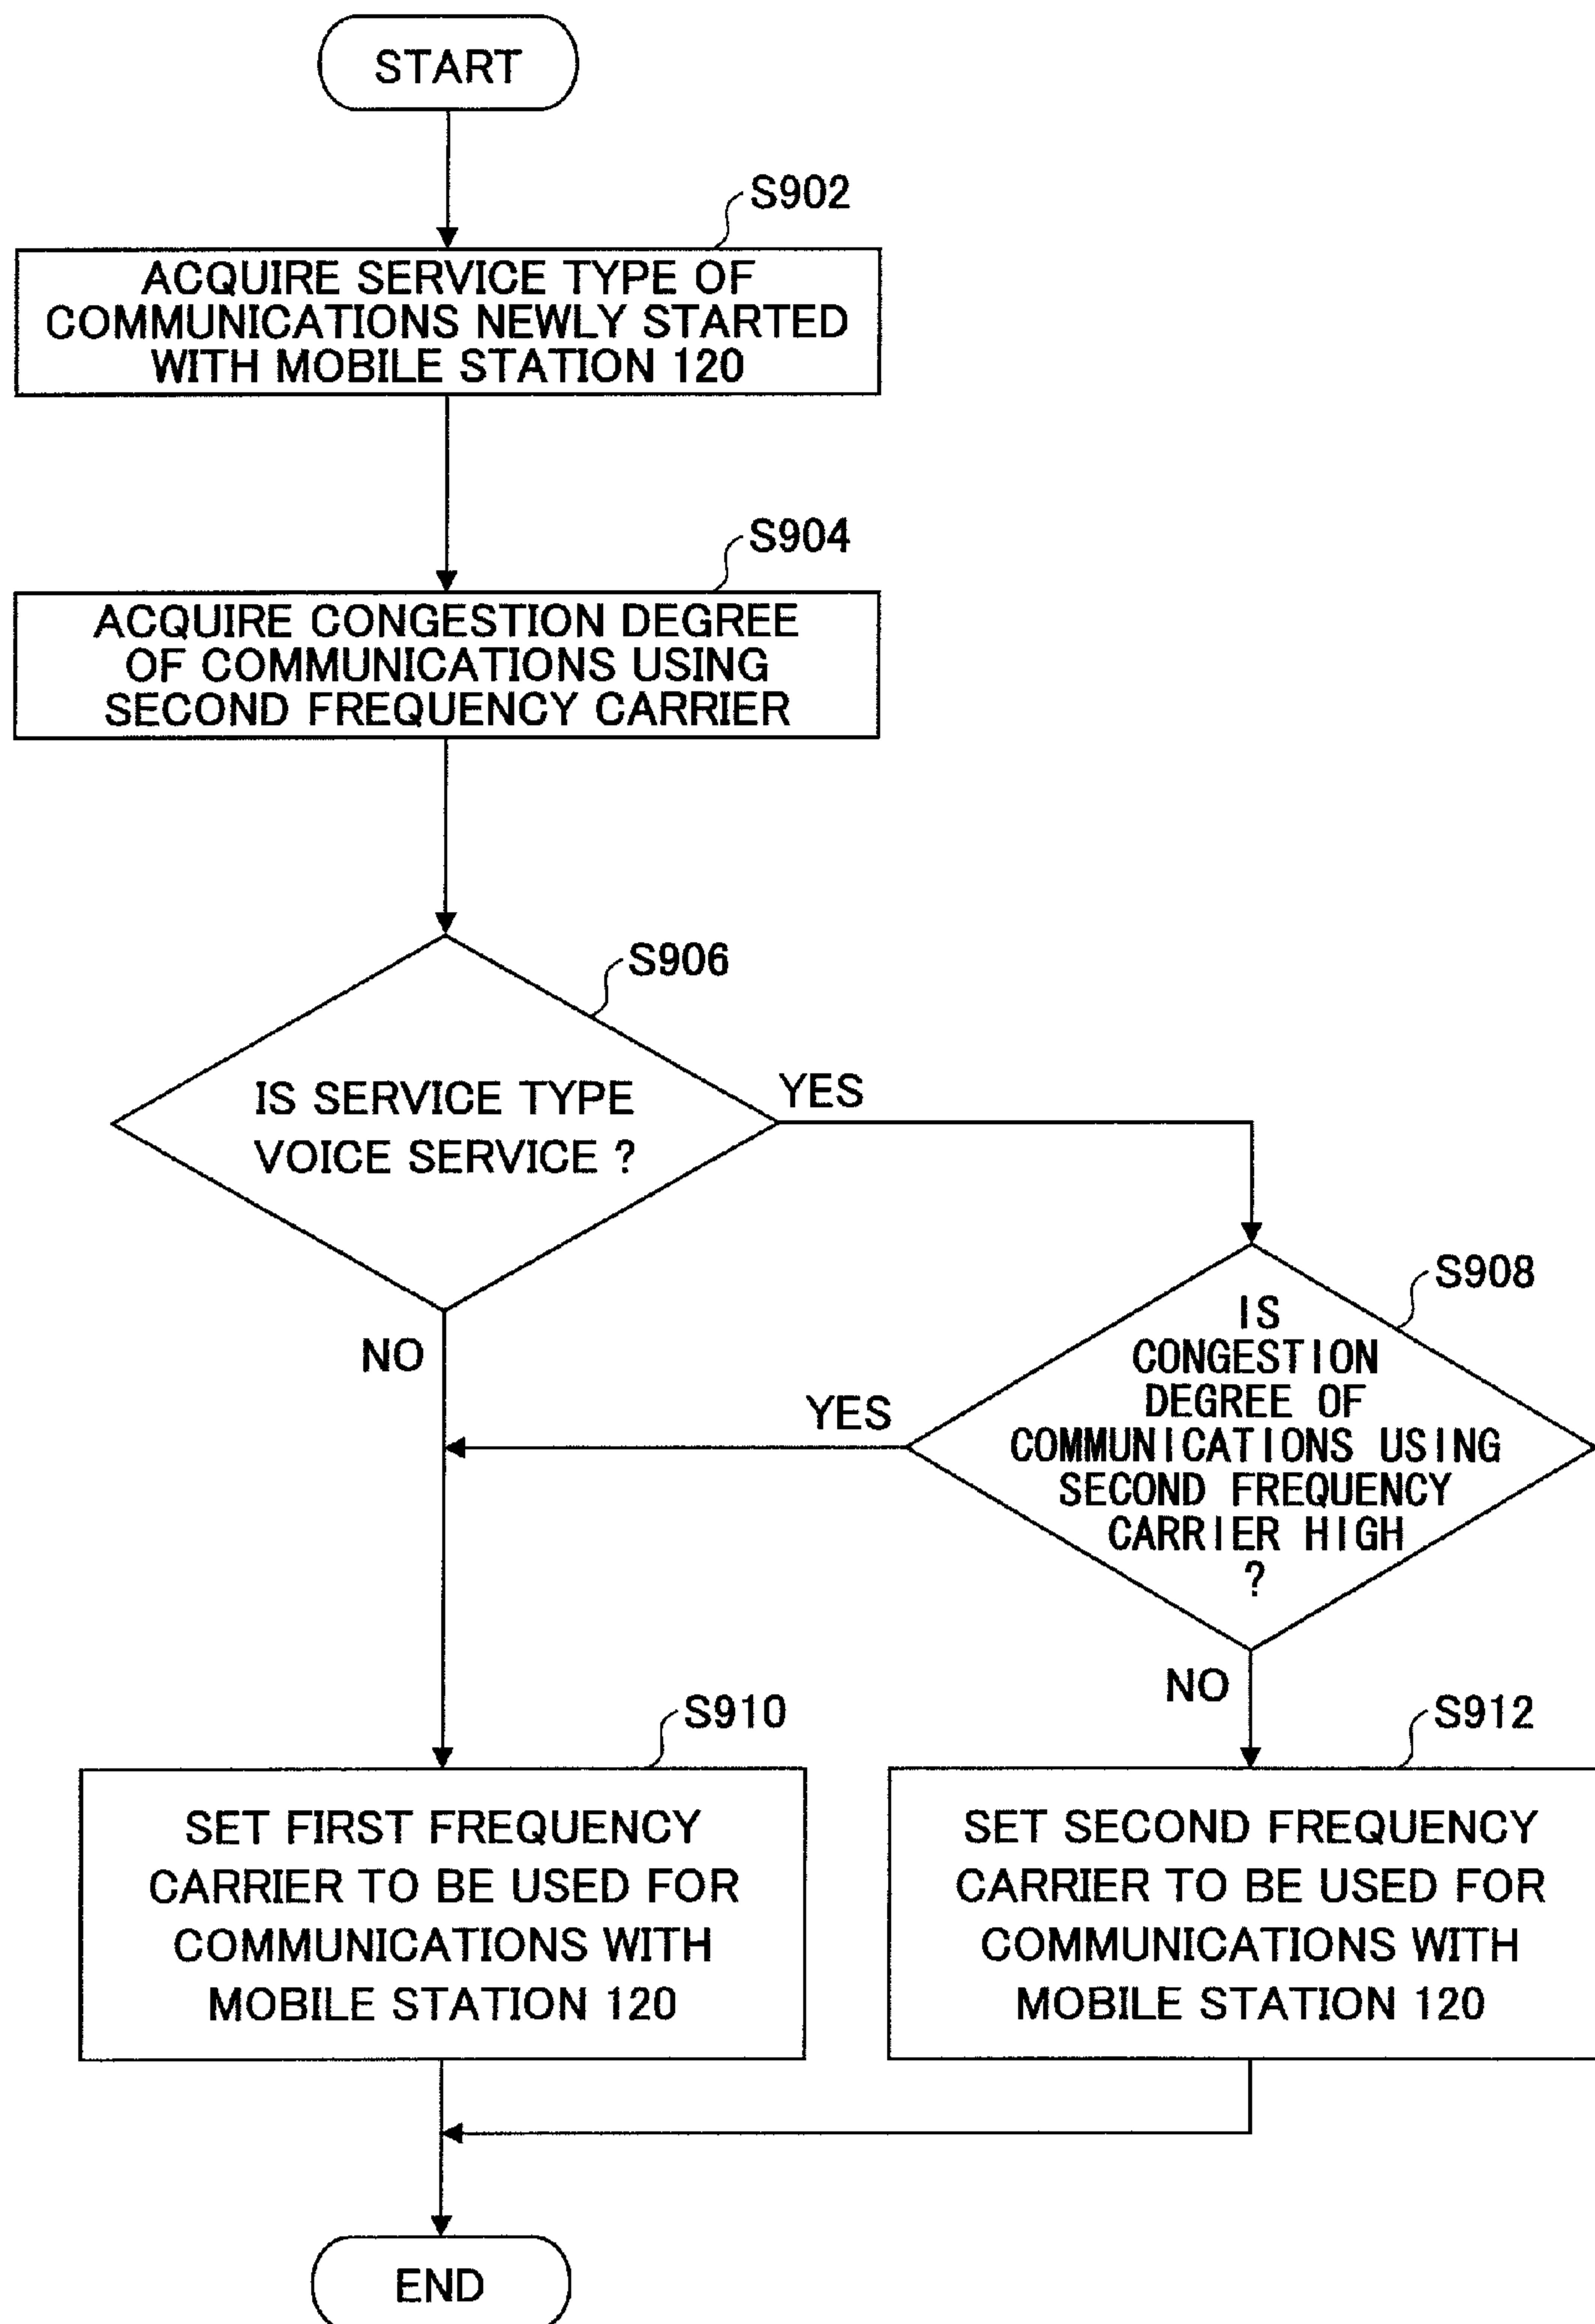 START
S902
ACQUIRE SERVICE TYPE OF
COMMUNICATIONS NEWLY STARTED
WITH MOBILE STATION 120
S904
ACQUIRE CONGESTION DEGREE
OF COMMUNICATIONS USING
SECOND FREQUENCY CARRIER
S906
IS SERVICE TYPE
VOICE SERVICE ?
YES
NO
S908
IS
CONGESTION
DEGREE OF
COMMUNICATIONS USING
SECOND FREQUENCY
CARRIER HIGH
?
YES
NO
S910
SET FIRST FREQUENCY
CARRIER TO BE USED FOR
COMMUNICATIONS WITH
MOBILE STATION 120
S912
SET SECOND FREQUENCY
CARRIER TO BE USED FOR
COMMUNICATIONS WITH
MOBILE STATION 120
END